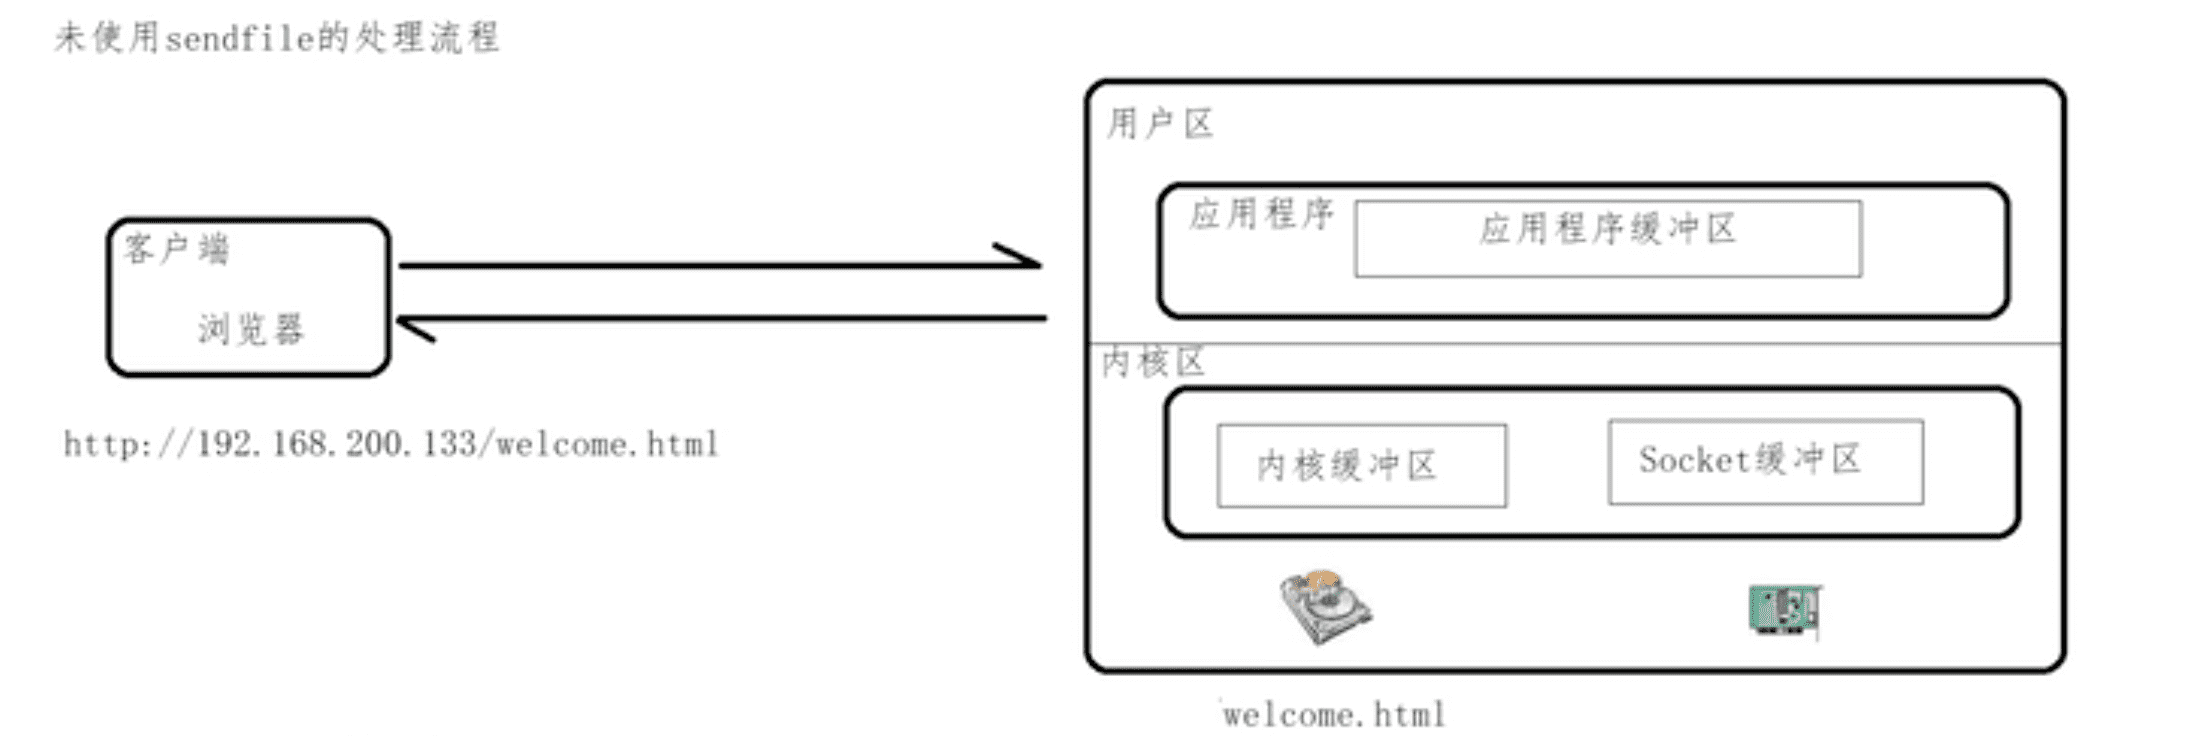 未使用sendfile的处理流程
用户区
应用程序
应用程序缓冲区
客户端
浏览器
http://192.168.200.133/welcome.html
内核区
内核缓冲区
Socket缓冲区
welcome.html